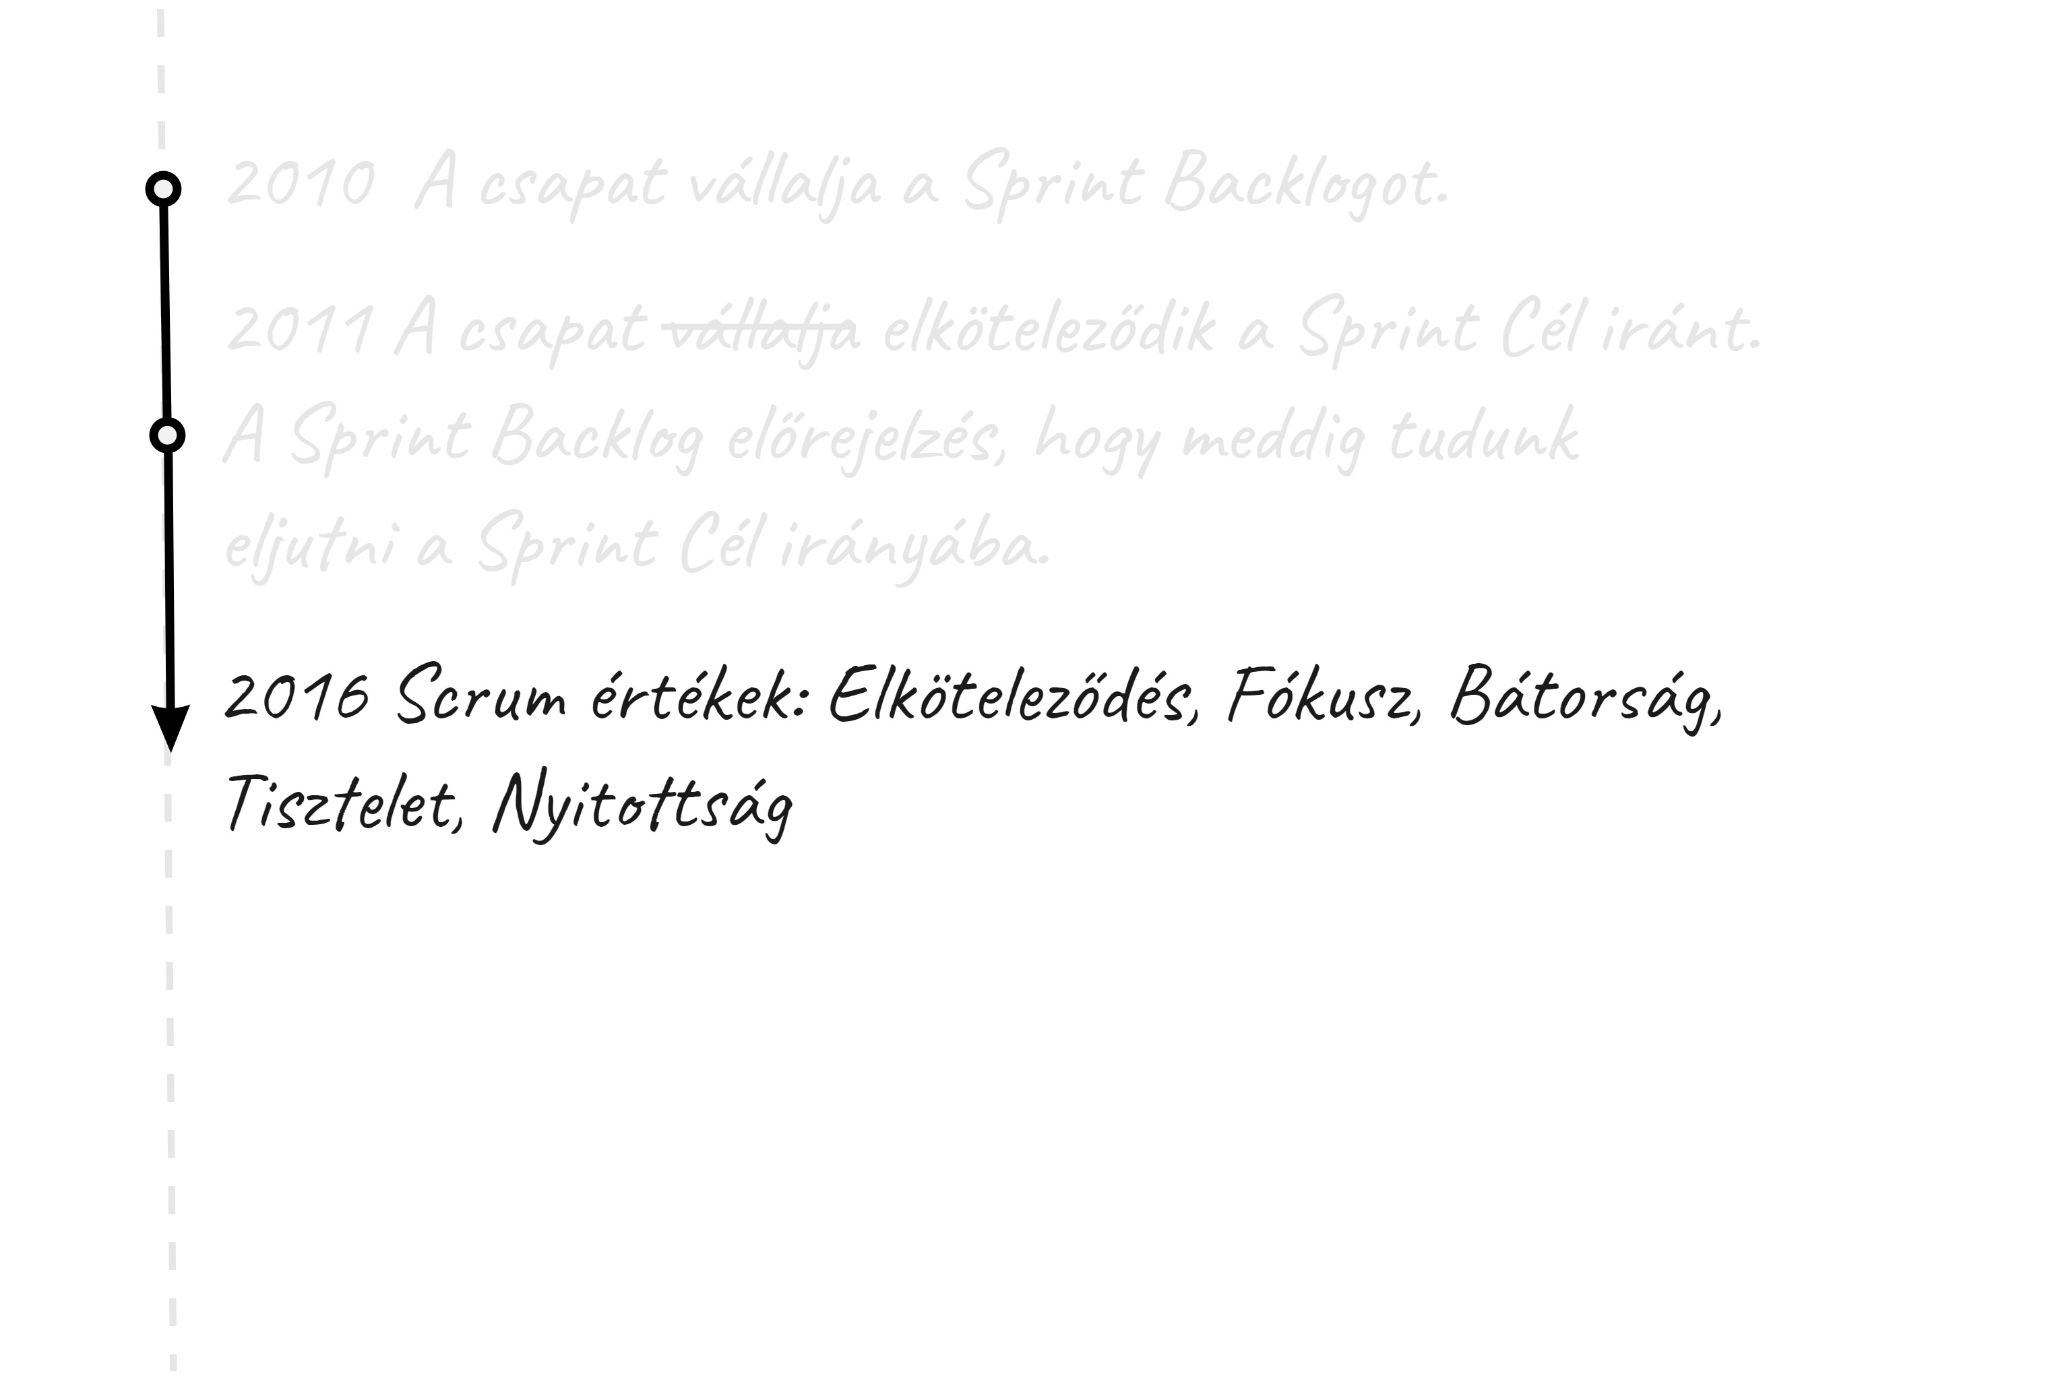 2010 A csapat vállalja a Sprint Backlogot.
2011 A csapat vállalja elköteleződik a Sprint Cél iránt.
A Sprint Backlog előrejelzés, hogy meddig tudunk
eljutni a Sprint Cél irányába.
2016 Scrum értékek: Elköteleződés, Fókusz, Bátorság,
Tisztelet, Nyitottság